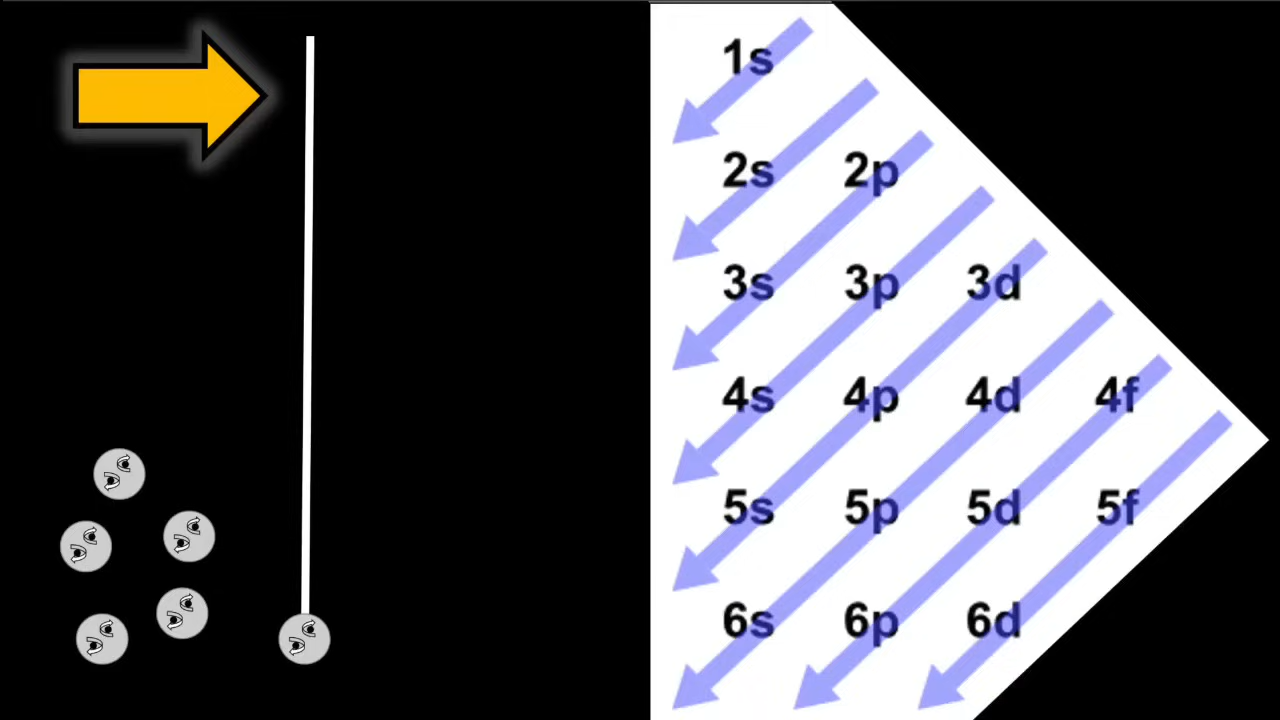 1s
2s 2p
3s 3p 3d
4s 4p 4d 4f
5s 5p 5d 5f
6s 6p 6d